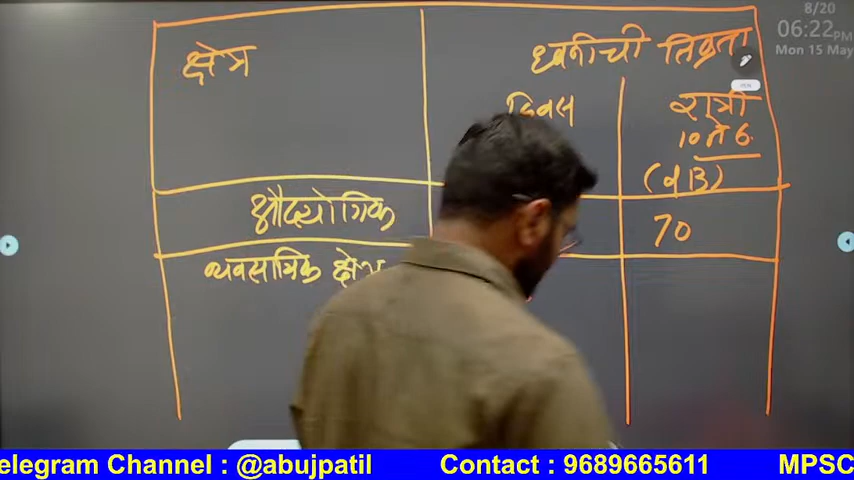 8/20
06:22 PM
Mon 15 May
क्षेत्र
ध्वनीची तिव्रता
दिवस
रात्री
10 ते 6
(dB)
औद्योगिक
70
व्यवसायिक क्षेत्र
elegram Channel : @abujpatil Contact : 9689665611 MPSC